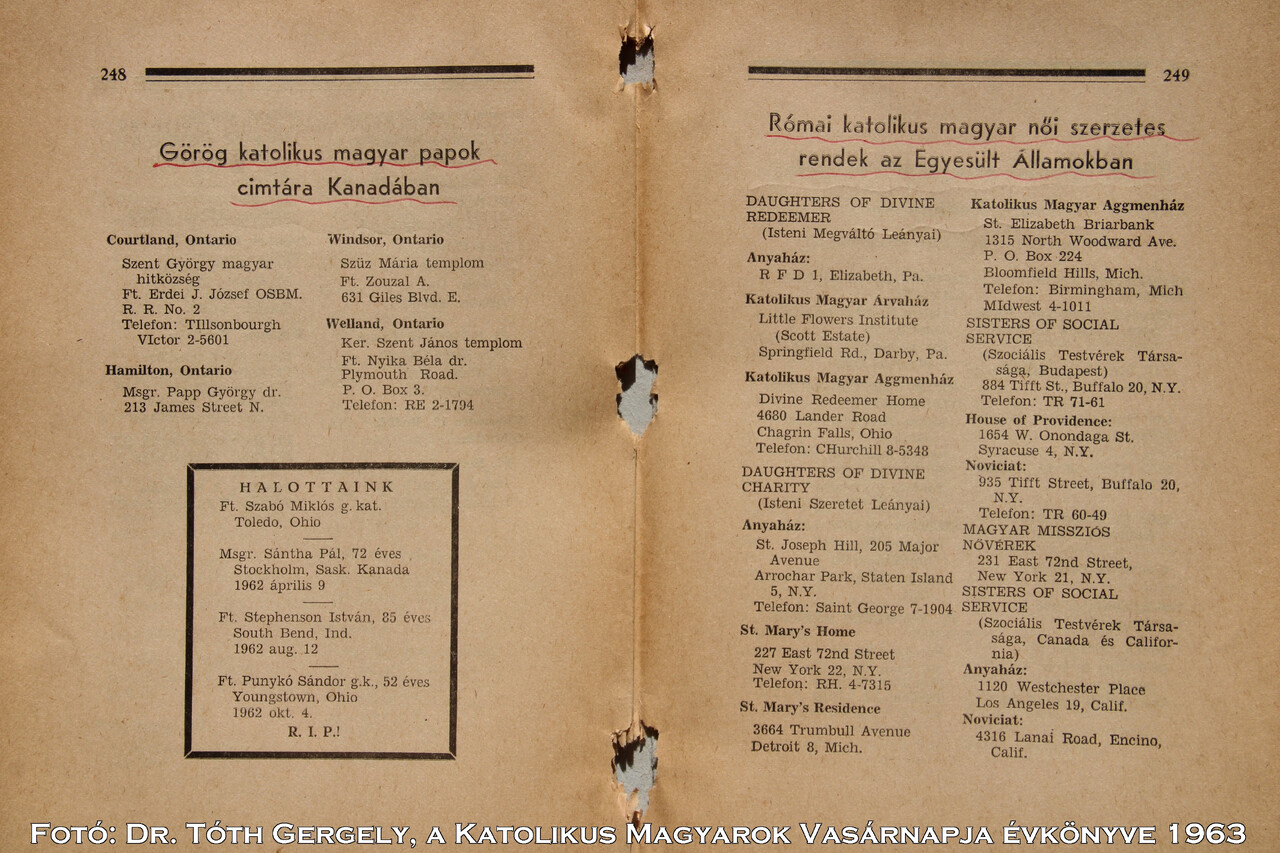 248
Görög katolikus magyar papok
cimtára Kanadában
Courtland, Ontario
Szent György magyar
hitközség
Ft. Erdei J. József OSBM.
R. R. No. 2
Telefon: TIllsonbourgh
VIctor 2-5601
Hamilton, Ontario
Msgr. Papp György dr.
213 James Street N.
Windsor, Ontario
Szüz Mária templom
Ft. Zouzal A.
631 Giles Blvd. E.
Welland, Ontario
Ker. Szent János templom
Ft. Nyika Béla dr.
Plymouth Road.
P. O. Box 3.
Telefon: RE 2-1794
HALOTTAINK
Ft. Szabó Miklós g. kat.
Toledo, Ohio
Msgr. Sántha Pál, 72 éves
Stockholm, Sask. Kanada
1962 április 9
Ft. Stephenson István, 85 éves
South Bend, Ind.
1962 aug. 12
Ft. Punykó Sándor g.k., 52 éves
Youngstown, Ohio
1962 okt. 4.
R. I. P.!
249
Római katolikus magyar női szerzetes
rendek az Egyesült Államokban
DAUGHTERS OF DIVINE
REDEEMER
(Isteni Megváltó Leányai)
Anyaház:
R F D 1, Elizabeth, Pa.
Katolikus Magyar Árvaház
Little Flowers Institute
(Scott Estate)
Springfield Rd., Darby, Pa.
Katolikus Magyar Aggmenház
Divine Redeemer Home
4680 Lander Road
Chagrin Falls, Ohio
Telefon: CHurchill 8-5348
DAUGHTERS OF DIVINE
CHARITY
(Isteni Szeretet Leányai)
Anyaház:
St. Joseph Hill, 205 Major
Avenue
Arrochar Park, Staten Island
5, N.Y.
Telefon: Saint George 7-1904
St. Mary's Home
227 East 72nd Street
New York 22, N.Y.
Telefon: RH. 4-7315
St. Mary's Residence
3664 Trumbull Avenue
Detroit 8, Mich.
Katolikus Magyar Aggmenház
St. Elizabeth Briarbank
1315 North Woodward Ave.
P. O. Box 224
Bloomfield Hills, Mich.
Telefon: Birmingham, Mich
MIdwest 4-1011
SISTERS OF SOCIAL
SERVICE
(Szociális Testvérek Társa-
sága, Budapest)
884 Tifft St., Buffalo 20, N.Y.
Telefon: TR 71-61
House of Providence:
1654 W. Onondaga St.
Syracuse 4, N.Y.
Noviciat:
935 Tifft Street, Buffalo 20,
N.Y.
Telefon: TR 60-49
MAGYAR MISSZIÓS
NŐVÉREK
231 East 72nd Street,
New York 21, N.Y.
SISTERS OF SOCIAL
SERVICE
(Szociális Testvérek Társa-
sága, Canada és Califor-
nia)
Anyaház:
1120 Westchester Place
Los Angeles 19, Calif.
Noviciat:
4316 Lanai Road, Encino,
Calif.
Fotó: Dr. Tóth Gergely, a Katolikus Magyarok Vasárnapja évkönyve 1963